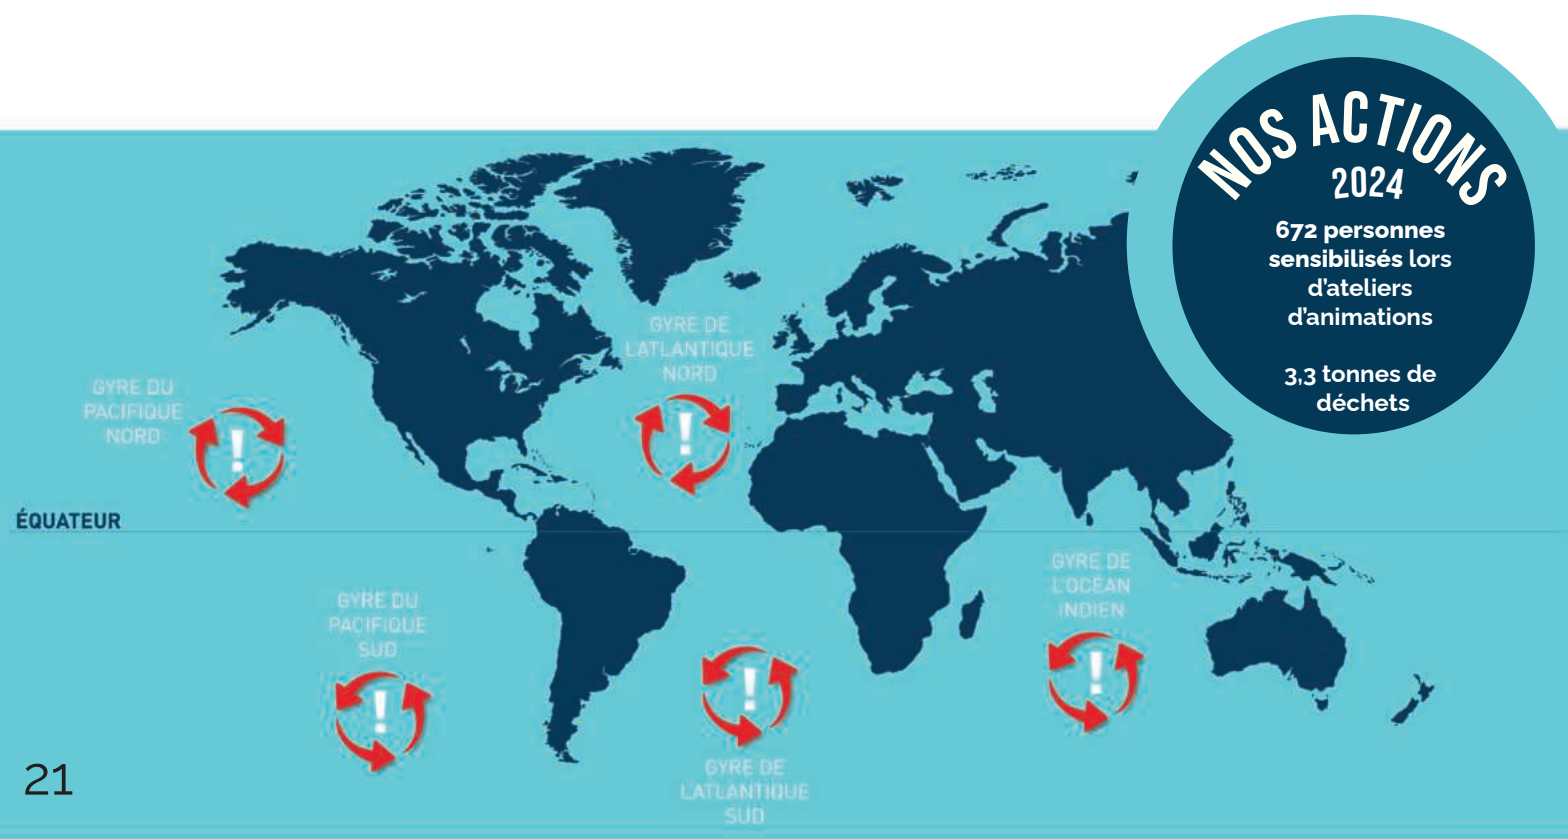 NOS ACTIONS
2024
672 personnes
sensibilisés lors
d'ateliers
d'animations
3,3 tonnes de
déchets
GYRE DE
L'ATLANTIQUE
NORD
GYRE DU
PACIFIQUE
NORD
ÉQUATEUR
GYRE DE
L'OCÉAN
INDIEN
GYRE DU
PACIFIQUE
SUD
GYRE DE
L'ATLANTIQUE
SUD
!
!
!
!
!
21